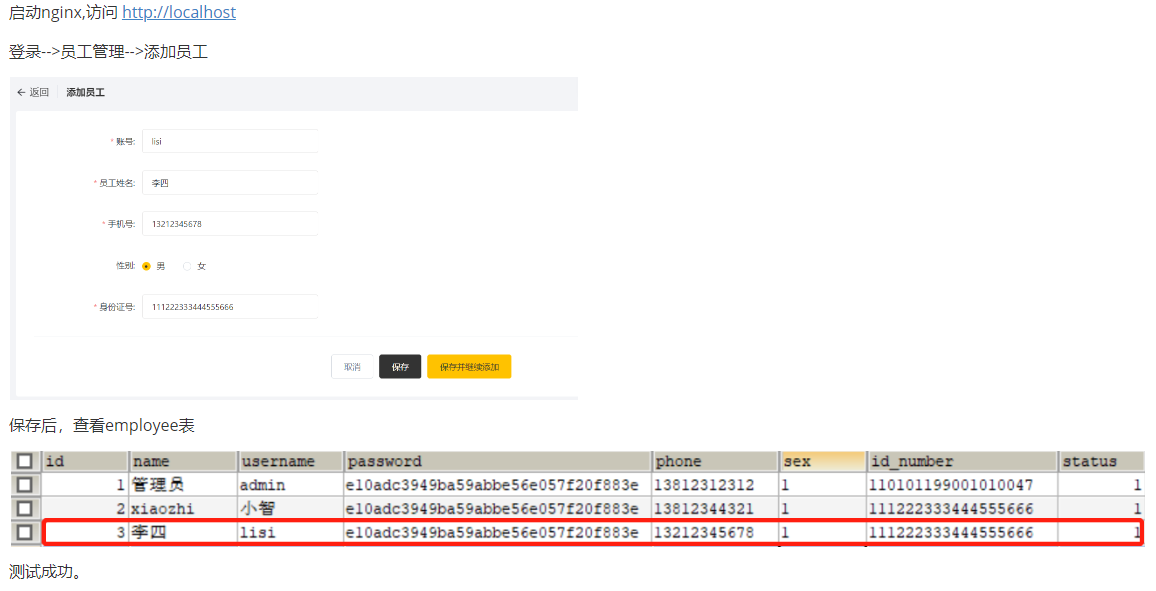 启动nginx,访问 http://localhost
登录-->员工管理-->添加员工
← 返回 添加员工
* 账号: lisi
* 员工姓名: 李四
* 手机号: 13212345678
性别: 男 女
* 身份证号: 111222333444555666
取消 保存 保存并继续添加
保存后，查看employee表
id name username password phone sex id_number status
1 管理员 admin e10adc3949ba59abbe56e057f20f883e 13812312312 1 110101199001010047 1
2 xiaozhi 小智 e10adc3949ba59abbe56e057f20f883e 13812344321 1 111222333444555666 1
3 李四 lisi e10adc3949ba59abbe56e057f20f883e 13212345678 1 111222333444555666 1
测试成功。